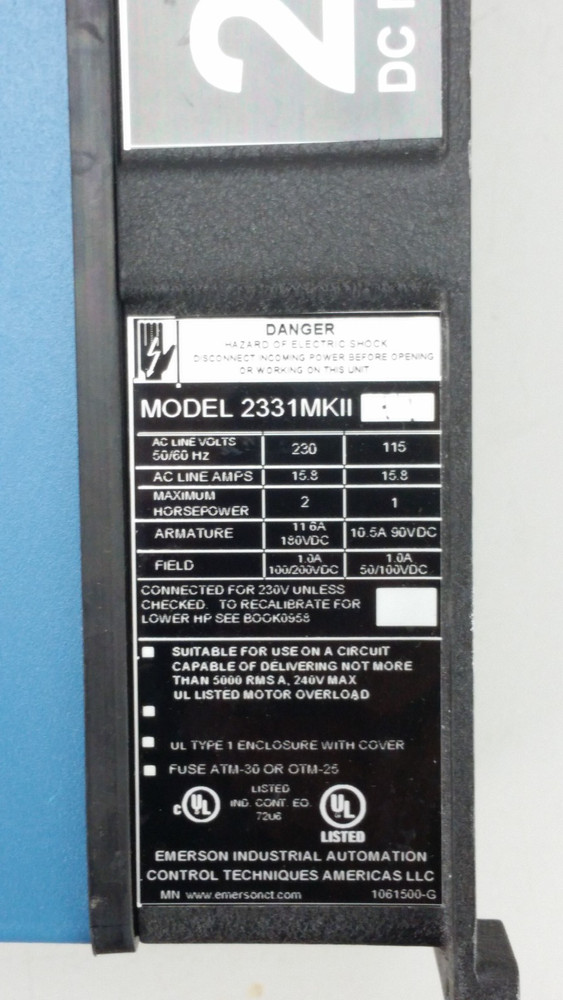 2
DC
DANGER
HAZARD OF ELECTRIC SHOCK
DISCONNECT INCOMING POWER BEFORE OPENING
OR WORKING ON THIS UNIT
MODEL 2331MKII
AC LINE VOLTS 50/60 Hz 230 115
AC LINE AMPS 15.8 15.8
MAXIMUM HORSEPOWER 2 1
ARMATURE 11.6A 180VDC 10.5A 90VDC
FIELD 1.0A 100/200VDC 1.0A 50/100VDC
CONNECTED FOR 230V UNLESS
CHECKED. TO RECALIBRATE FOR
LOWER HP SEE BOOK0958
SUITABLE FOR USE ON A CIRCUIT
CAPABLE OF DELIVERING NOT MORE
THAN 5000 RMS A, 240V MAX
UL LISTED MOTOR OVERLOAD
UL TYPE 1 ENCLOSURE WITH COVER
FUSE ATM-30 OR OTM-25
c UL LISTED
IND. CONT. EQ.
72U6
UL
LISTED
EMERSON INDUSTRIAL AUTOMATION
CONTROL TECHNIQUES AMERICAS LLC
MN www.emersonct.com 1061500-G